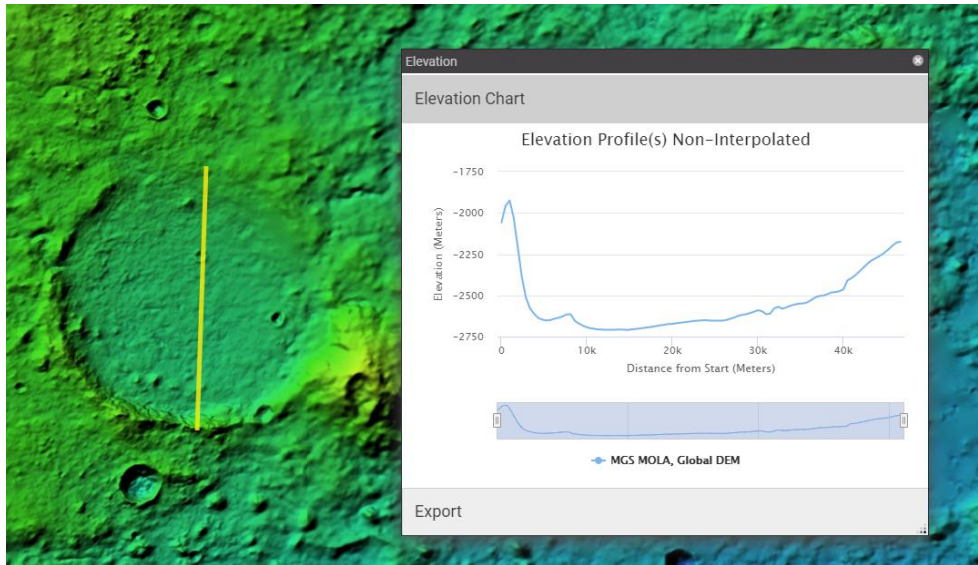 Elevation
Elevation Chart
Elevation Profile(s) Non-Interpolated
-1750
-2000
-2250
-2500
-2750
Elevation (Meters)
0 10k 20k 30k 40k
Distance from Start (Meters)
MGS MOLA, Global DEM
Export